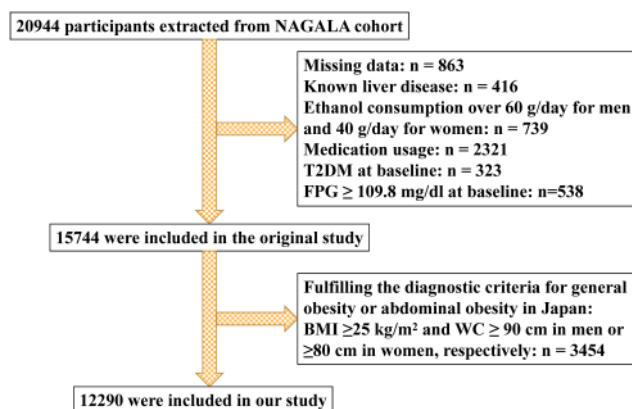 20944 participants extracted from NAGALA cohort
Missing data: n = 863
Known liver disease: n = 416
Ethanol consumption over 60 g/day for men
and 40 g/day for women: n = 739
Medication usage: n = 2321
T2DM at baseline: n = 323
FPG ≥ 109.8 mg/dl at baseline: n=538
15744 were included in the original study
Fulfilling the diagnostic criteria for general
obesity or abdominal obesity in Japan:
BMI ≥25 kg/m² and WC ≥ 90 cm in men or
≥80 cm in women, respectively: n = 3454
12290 were included in our study